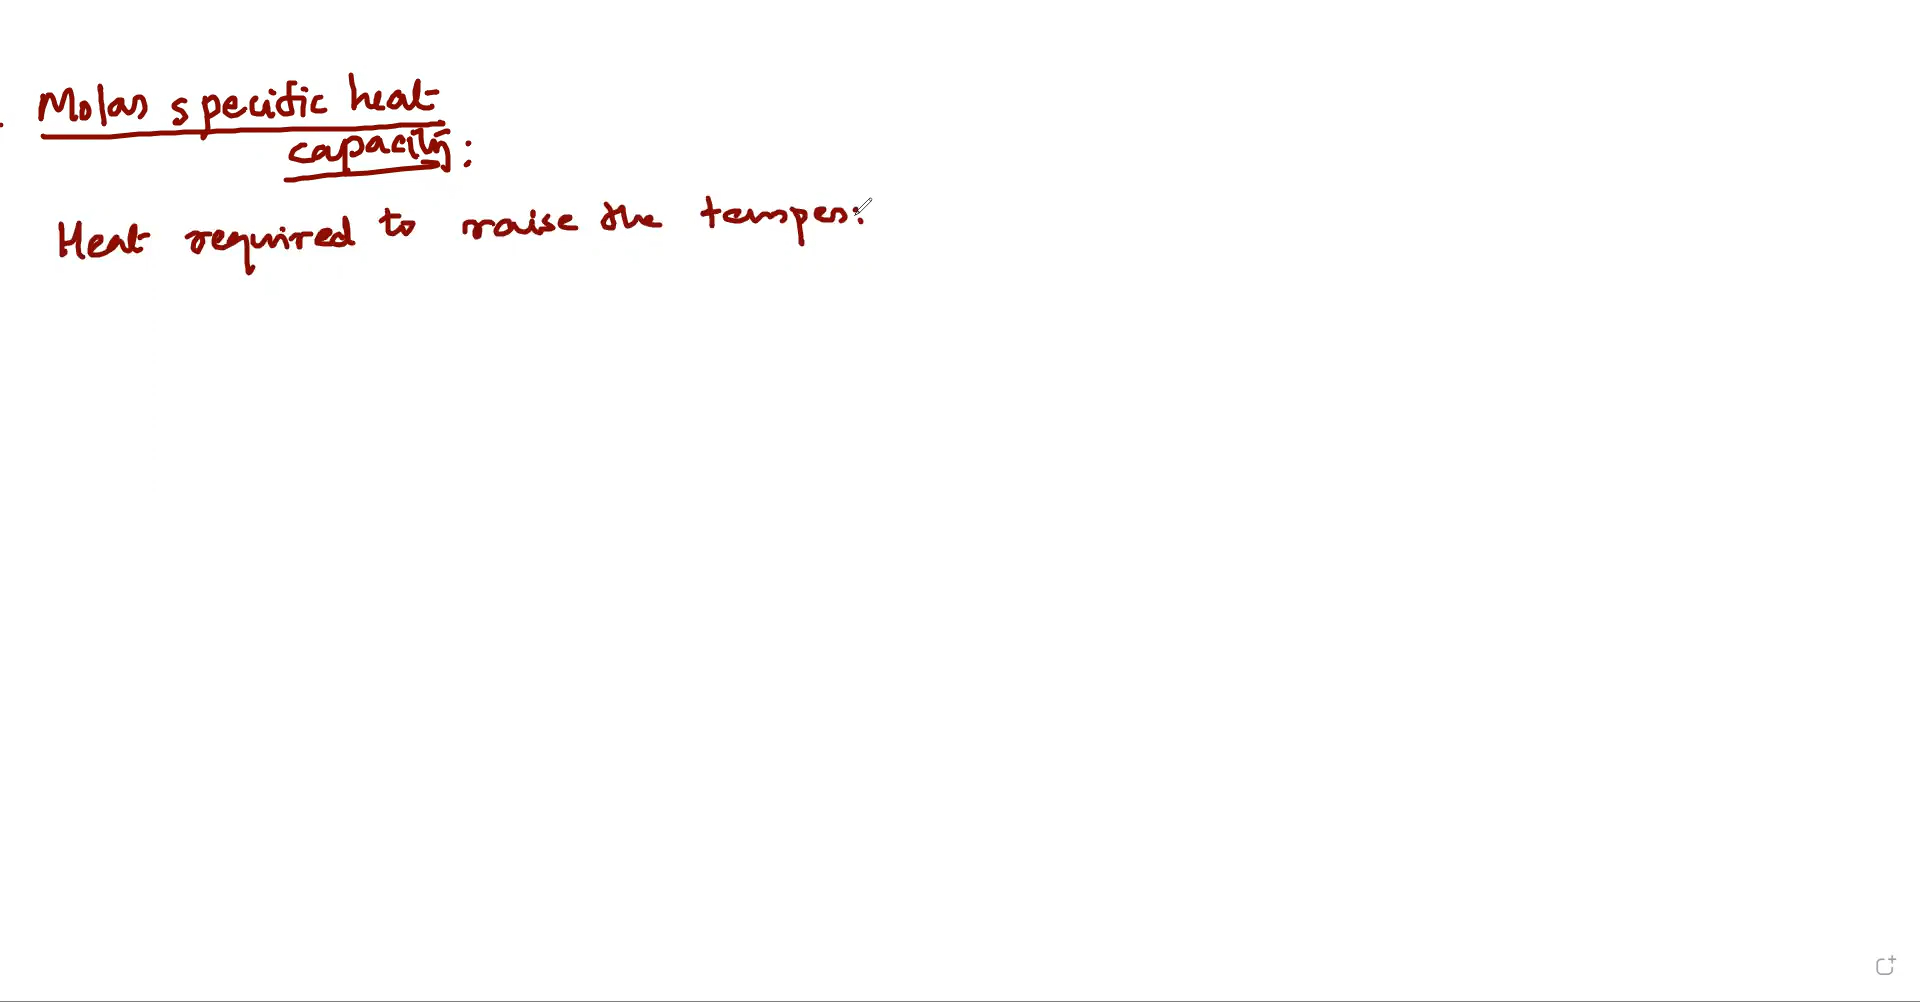 Molar specific heat
capacity:
Heat required to raise the temper